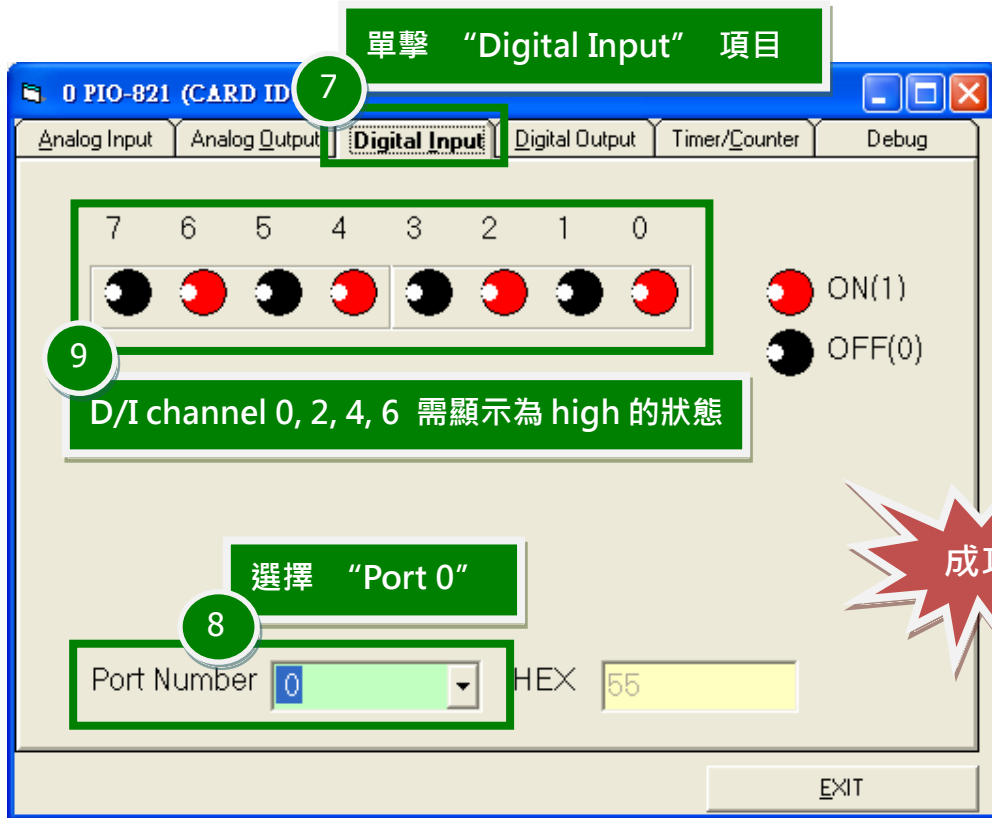 單擊 “Digital Input” 項目
7
0 PIO-821 (CARD ID
Analog Input Analog Output Digital Input Digital Output Timer/Counter Debug
7 6 5 4 3 2 1 0
ON(1)
OFF(0)
9
D/I channel 0, 2, 4, 6 需顯示為 high 的狀態
成
選擇 “Port 0”
8
Port Number 0 HEX 55
EXIT